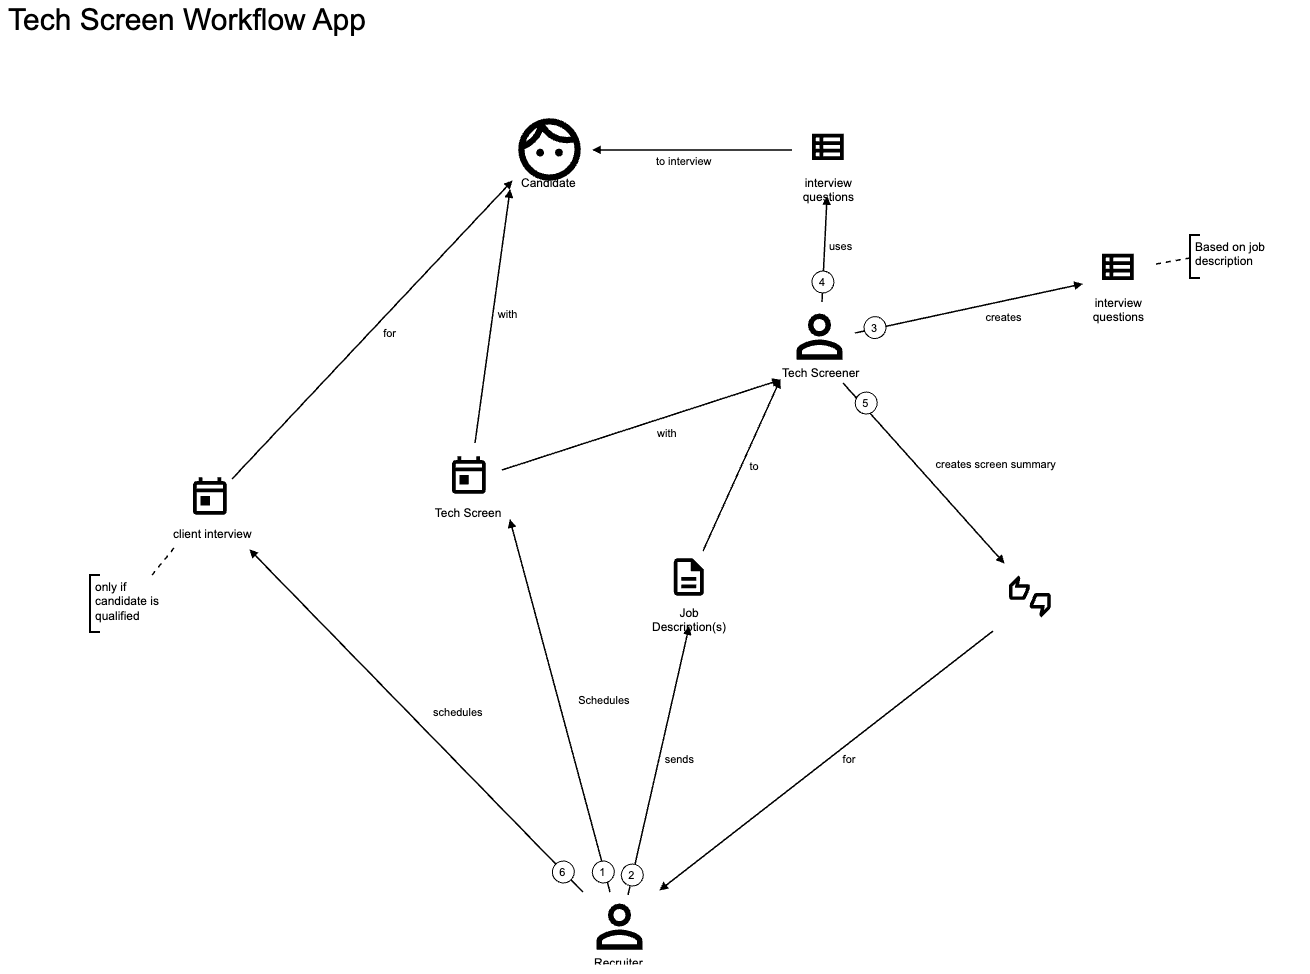 Tech Screen Workflow App
Candidate
to interview
interview
questions
uses
4
Based on job
description
3
creates
interview
questions
for
with
Tech Screener
5
with
to
creates screen summary
client interview
Tech Screen
only if
candidate is
qualified
Job
Description(s)
schedules
Schedules
sends
for
6
1
2
Recruiter